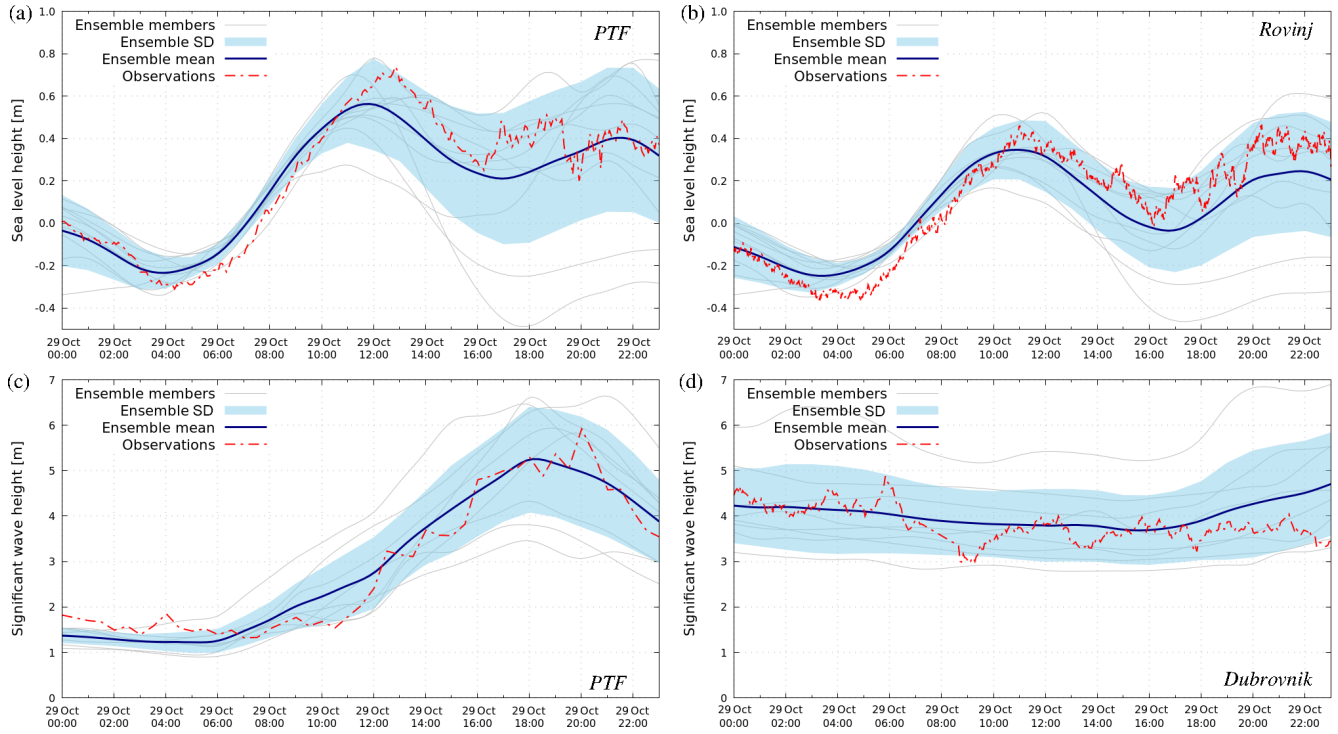 (a)
Ensemble members
Ensemble SD
Ensemble mean
Observations
PTF
Sea level height [m]
1.0
0.8
0.6
0.4
0.2
0.0
-0.2
-0.4
29 Oct 29 Oct 29 Oct 29 Oct 29 Oct 29 Oct 29 Oct 29 Oct 29 Oct 29 Oct 29 Oct 29 Oct
00:00 02:00 04:00 06:00 08:00 10:00 12:00 14:00 16:00 18:00 20:00 22:00
(b)
Ensemble members
Ensemble SD
Ensemble mean
Observations
Rovinj
Sea level height [m]
1.0
0.8
0.6
0.4
0.2
0.0
-0.2
-0.4
29 Oct 29 Oct 29 Oct 29 Oct 29 Oct 29 Oct 29 Oct 29 Oct 29 Oct 29 Oct 29 Oct 29 Oct
00:00 02:00 04:00 06:00 08:00 10:00 12:00 14:00 16:00 18:00 20:00 22:00
(c)
Ensemble members
Ensemble SD
Ensemble mean
Observations
PTF
Significant wave height [m]
7
6
5
4
3
2
1
0
29 Oct 29 Oct 29 Oct 29 Oct 29 Oct 29 Oct 29 Oct 29 Oct 29 Oct 29 Oct 29 Oct 29 Oct
00:00 02:00 04:00 06:00 08:00 10:00 12:00 14:00 16:00 18:00 20:00 22:00
(d)
Ensemble members
Ensemble SD
Ensemble mean
Observations
Dubrovnik
Significant wave height [m]
7
6
5
4
3
2
1
0
29 Oct 29 Oct 29 Oct 29 Oct 29 Oct 29 Oct 29 Oct 29 Oct 29 Oct 29 Oct 29 Oct 29 Oct
00:00 02:00 04:00 06:00 08:00 10:00 12:00 14:00 16:00 18:00 20:00 22:00